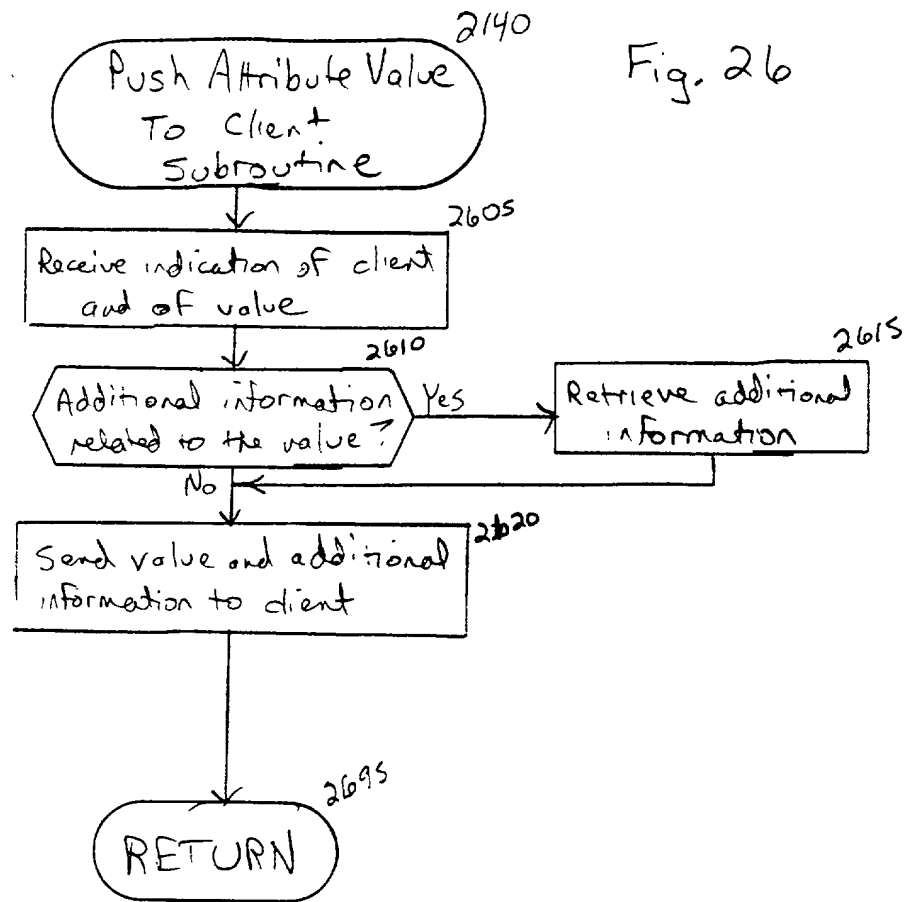 2140
Fig. 26
Push Attribute Value
To Client
Subroutine
2605
Receive indication of client
and of value
2610
2615
Additional information
related to the value?
Yes
Retrieve additional
information
No
2620
Send value and additional
information to client
2695
RETURN